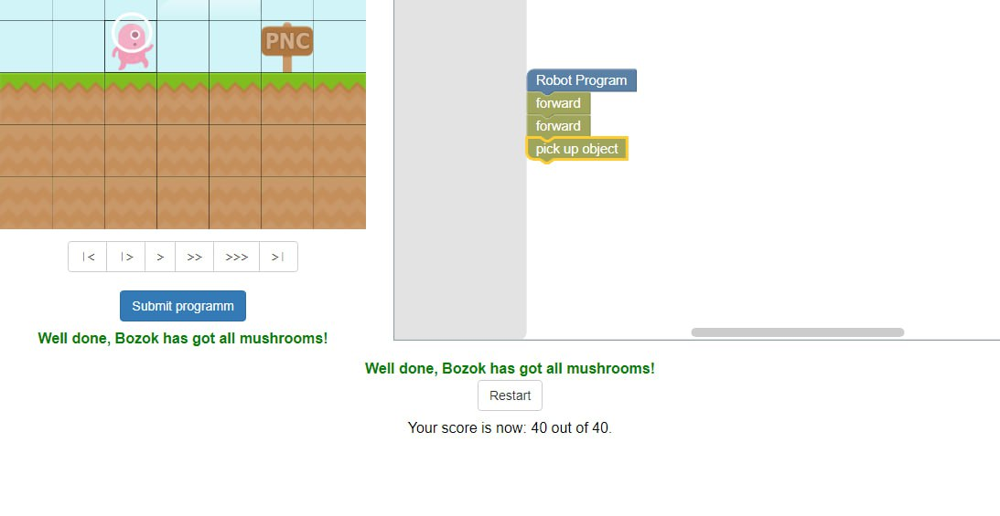 PNC
Robot Program
forward
forward
pick up object
|< |> > >> >>> >|
Submit programm
Well done, Bozok has got all mushrooms!
Well done, Bozok has got all mushrooms!
Restart
Your score is now: 40 out of 40.